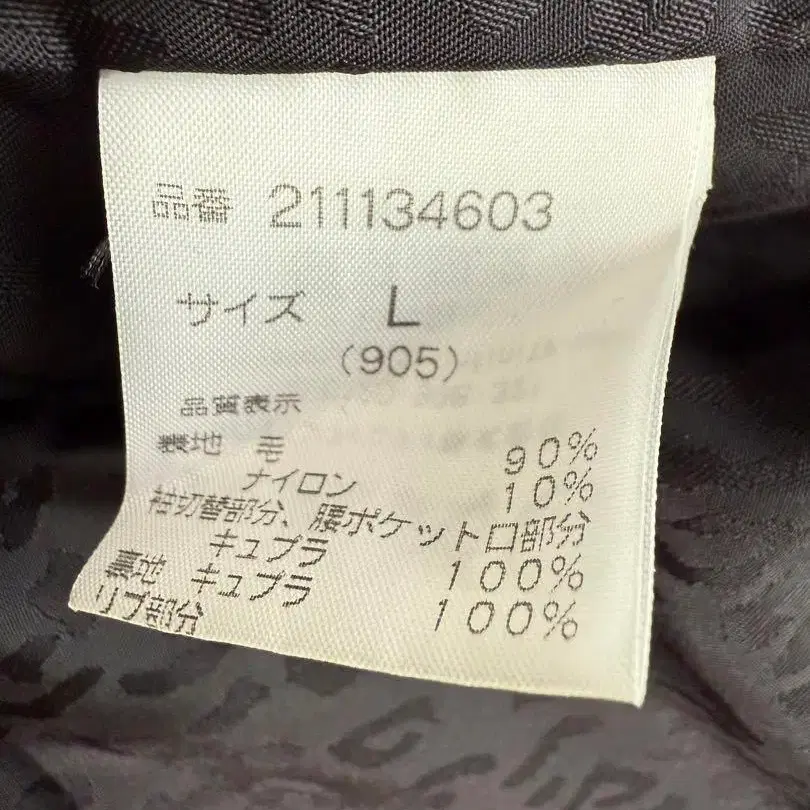 品番 211134603
サイズ L
(905)
品質表示
表地 毛 90%
ナイロン 10%
袖切替部分、腰ポケット口部分
キュプラ 100%
裏地 キュプラ 100%
リブ部分